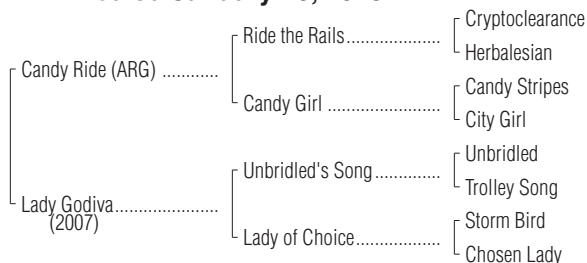 Cryptoclearance
Ride the Rails
Herbalesian
Candy Ride (ARG)
Candy Stripes
Candy Girl
City Girl
Unbridled
Unbridled's Song
Trolley Song
Lady Godiva
(2007)
Storm Bird
Lady of Choice
Chosen Lady